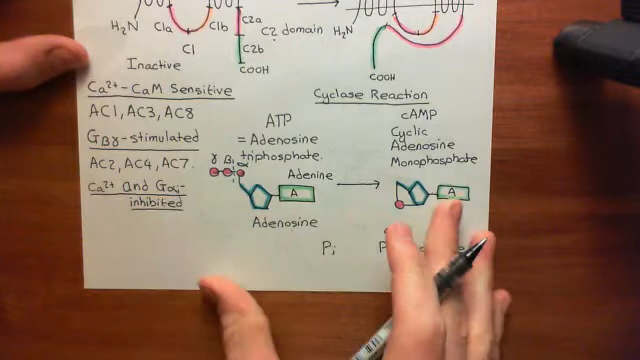 H₂N
C1a
C1b
C1
C2a
C2 domain
C2b
COOH
Inactive
H₂N
COOH
Ca²⁺-CaM Sensitive
AC1, AC3, AC8
Gβγ-stimulated
AC2, AC4, AC7.
Ca²⁺ and Gαi-
inhibited
Cyclase Reaction
ATP
= Adenosine
triphosphate.
γ β α
Adenine
A
Adenosine
cAMP
Cyclic
Adenosine
Monophosphate
A
Pi
P